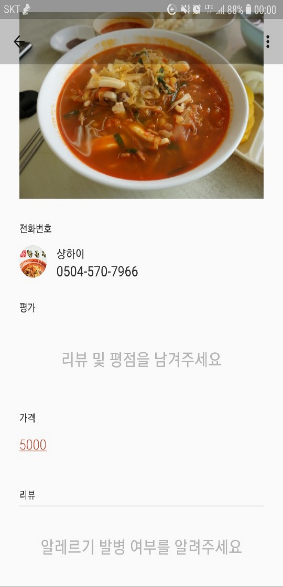 SKT 88% 00:00
전화번호
샹하이
0504-570-7966
평가
리뷰 및 평점을 남겨주세요
가격
5000
리뷰
알레르기 발병 여부를 알려주세요